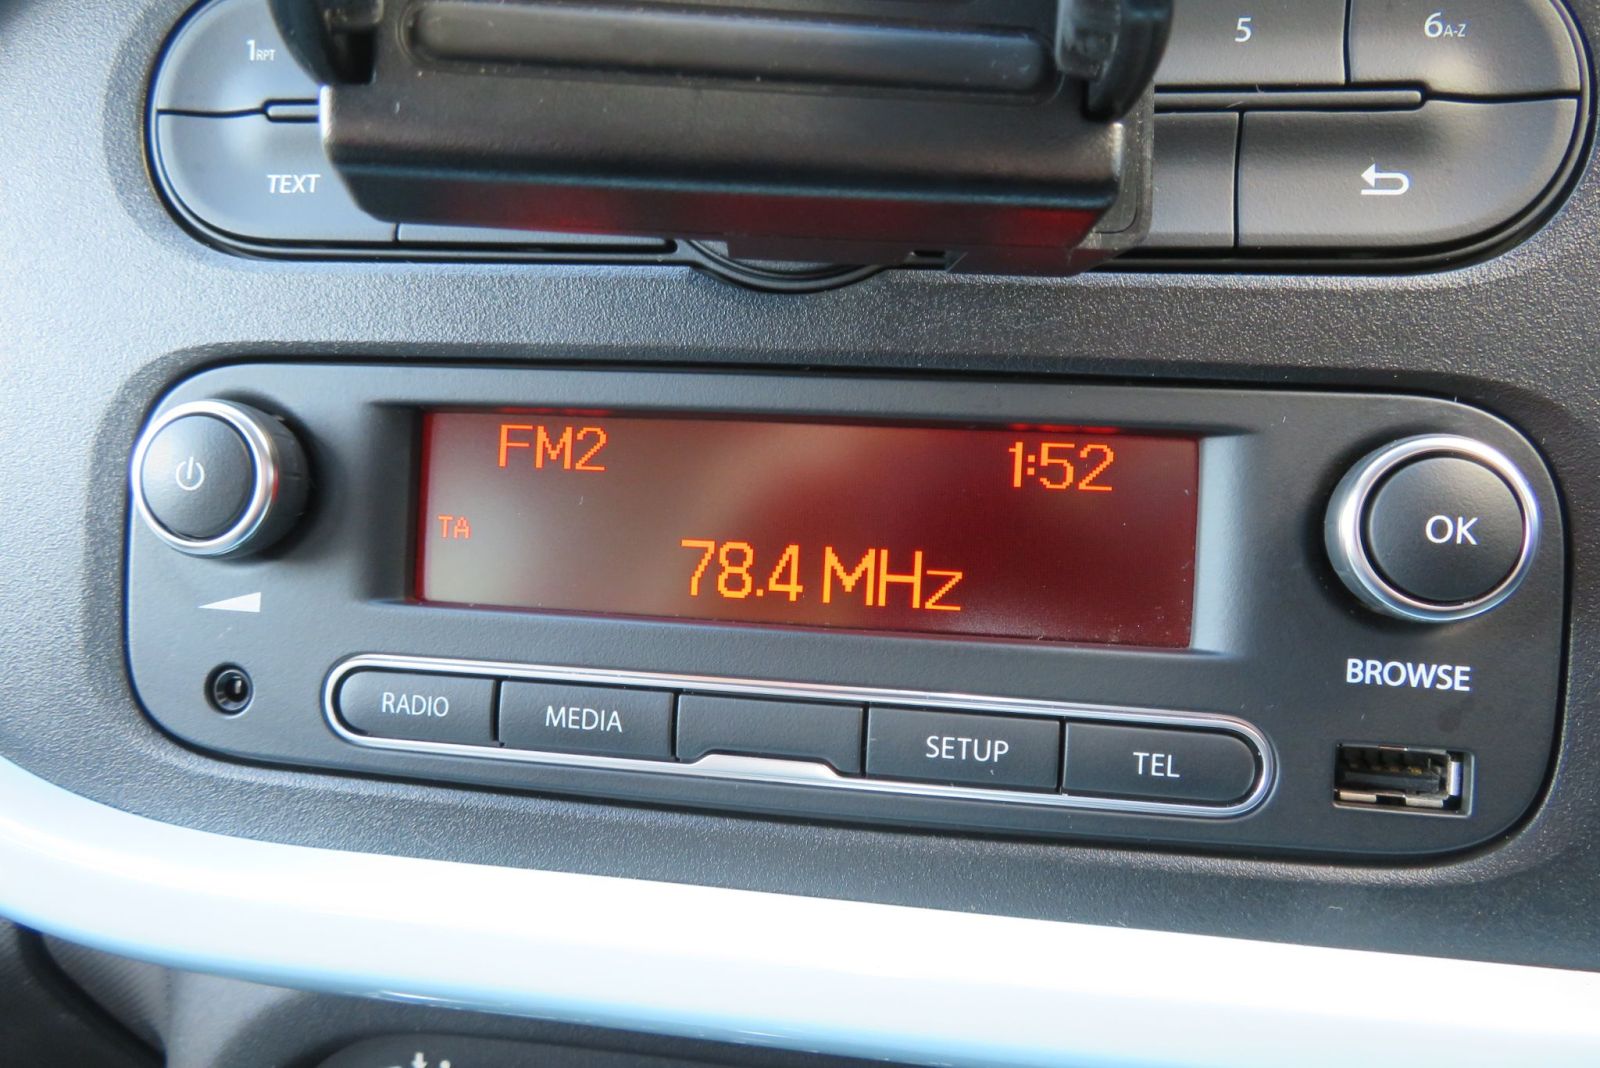 1RPT 5 6A-Z
TEXT
FM2 1:52
TA
78.4 MHz
OK
BROWSE
RADIO MEDIA SETUP TEL